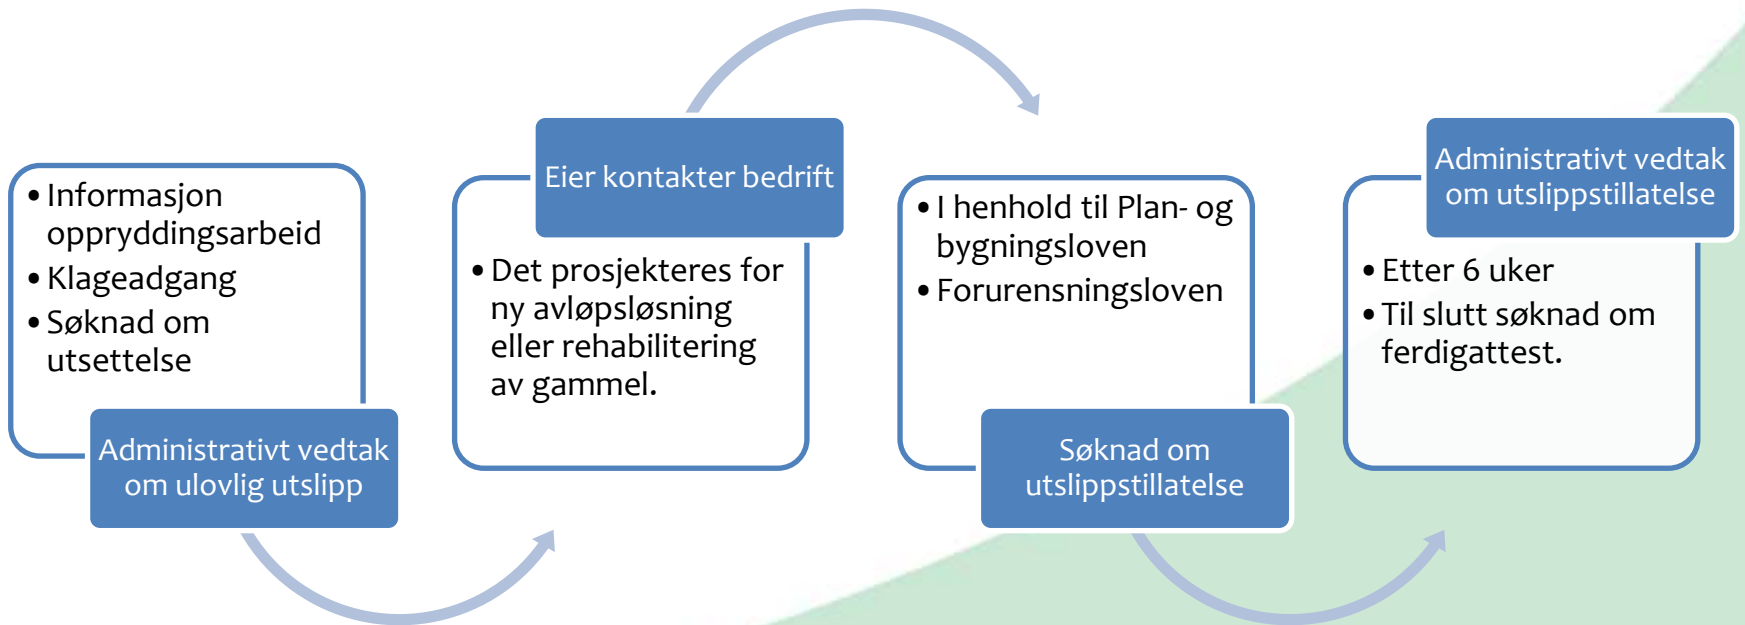 • Informasjon
oppryddingsarbeid
• Klageadgang
• Søknad om
utsettelse
Administrativt vedtak
om ulovlig utslipp
Eier kontakter bedrift
• Det prosjekteres for
ny avløpsløsning
eller rehabilitering
av gammel.
• I henhold til Plan- og
bygningsloven
• Forurensningsloven
Søknad om
utslippstillatelse
Administrativt vedtak
om utslippstillatelse
• Etter 6 uker
• Til slutt søknad om
ferdigattest.